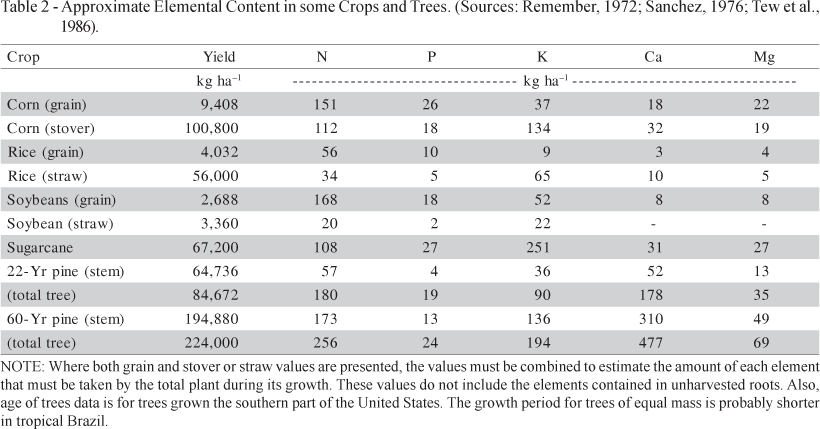 Table 2 - Approximate Elemental Content in some Crops and Trees. (Sources: Remember, 1972; Sanchez, 1976; Tew et al.,
1986).
Crop Yield N P K Ca Mg
kg ha–1 -------------------------------- kg ha–1 --------------------------------
Corn (grain) 9,408 151 26 37 18 22
Corn (stover) 100,800 112 18 134 32 19
Rice (grain) 4,032 56 10 9 3 4
Rice (straw) 56,000 34 5 65 10 5
Soybeans (grain) 2,688 168 18 52 8 8
Soybean (straw) 3,360 20 2 22 - -
Sugarcane 67,200 108 27 251 31 27
22-Yr pine (stem) 64,736 57 4 36 52 13
(total tree) 84,672 180 19 90 178 35
60-Yr pine (stem) 194,880 173 13 136 310 49
(total tree) 224,000 256 24 194 477 69
NOTE: Where both grain and stover or straw values are presented, the values must be combined to estimate the amount of each element
that must be taken by the total plant during its growth. These values do not include the elements contained in unharvested roots. Also,
age of trees data is for trees grown the southern part of the United States. The growth period for trees of equal mass is probably shorter
in tropical Brazil.